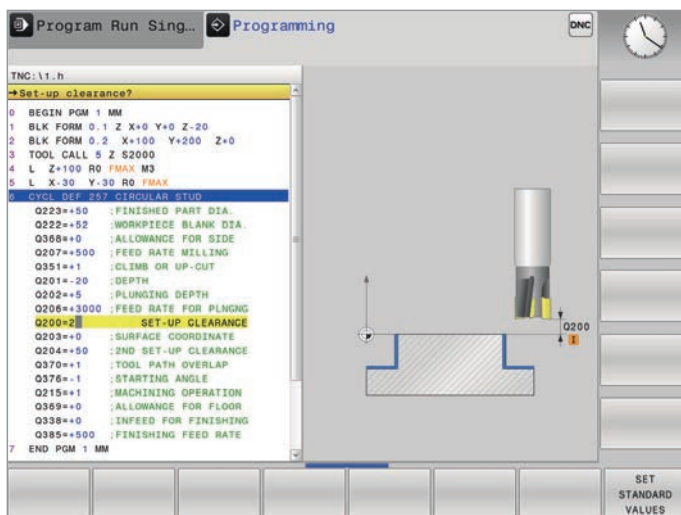 Program Run Sing... Programming DNC
TNC:\1.h
→Set-up clearance?
0 BEGIN PGM 1 MM
1 BLK FORM 0.1 Z X+0 Y+0 Z-20
2 BLK FORM 0.2 X+100 Y+200 Z+0
3 TOOL CALL 5 Z S2000
4 L Z+100 R0 FMAX M3
5 L X-30 Y-30 R0 FMAX
6 CYCL DEF 257 CIRCULAR STUD
Q223=+50 ;FINISHED PART DIA.
Q222=+52 ;WORKPIECE BLANK DIA.
Q368=+0 ;ALLOWANCE FOR SIDE
Q207=+500 ;FEED RATE MILLING
Q351=+1 ;CLIMB OR UP-CUT
Q201=-20 ;DEPTH
Q202=+5 ;PLUNGING DEPTH
Q206=+3000 ;FEED RATE FOR PLNGNG
Q200=2 SET-UP CLEARANCE
Q203=+0 ;SURFACE COORDINATE
Q204=+50 ;2ND SET-UP CLEARANCE
Q370=+1 ;TOOL PATH OVERLAP
Q376=-1 ;STARTING ANGLE
Q215=+1 ;MACHINING OPERATION
Q369=+0 ;ALLOWANCE FOR FLOOR
Q338=+0 ;INFEED FOR FINISHING
Q385=+500 ;FINISHING FEED RATE
7 END PGM 1 MM
Q200
I
SET
STANDARD
VALUES